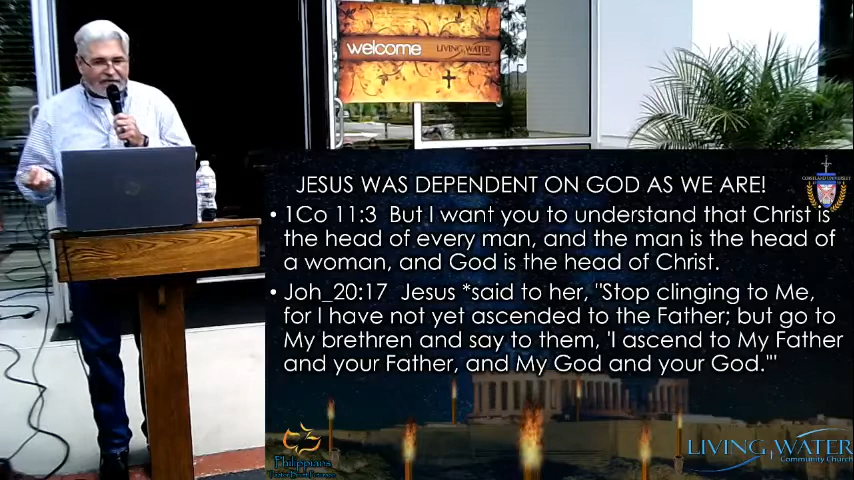 welcome
LIVING WATER
JESUS WAS DEPENDENT ON GOD AS WE ARE!
• 1Co 11:3 But I want you to understand that Christ is
the head of every man, and the man is the head of
a woman, and God is the head of Christ.
• Joh_20:17 Jesus *said to her, "Stop clinging to Me,
for I have not yet ascended to the Father; but go to
My brethren and say to them, 'I ascend to My Father
and your Father, and My God and your God.'"
Philippians
LIVING WATER
Community Church